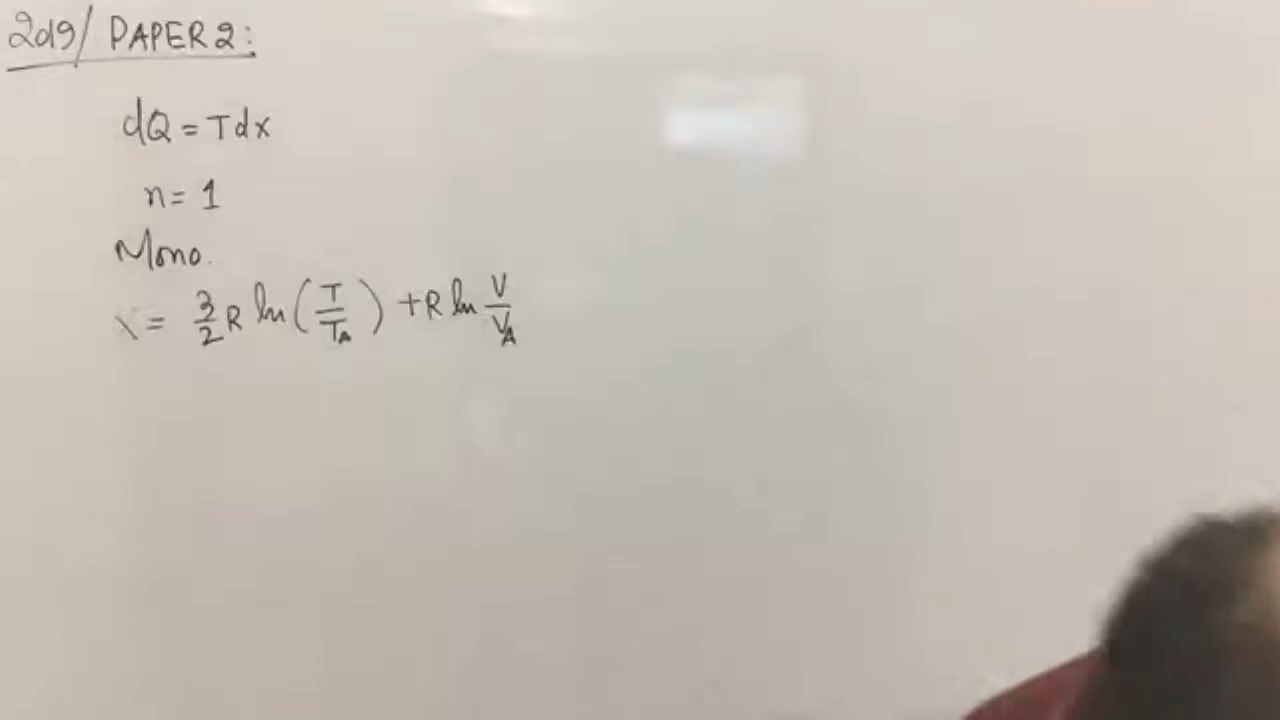 2019/ PAPER 2:
dQ = Tdx
n = 1
Mono.
X = 3/2 R ln(T/T_A) + R ln V/V_A